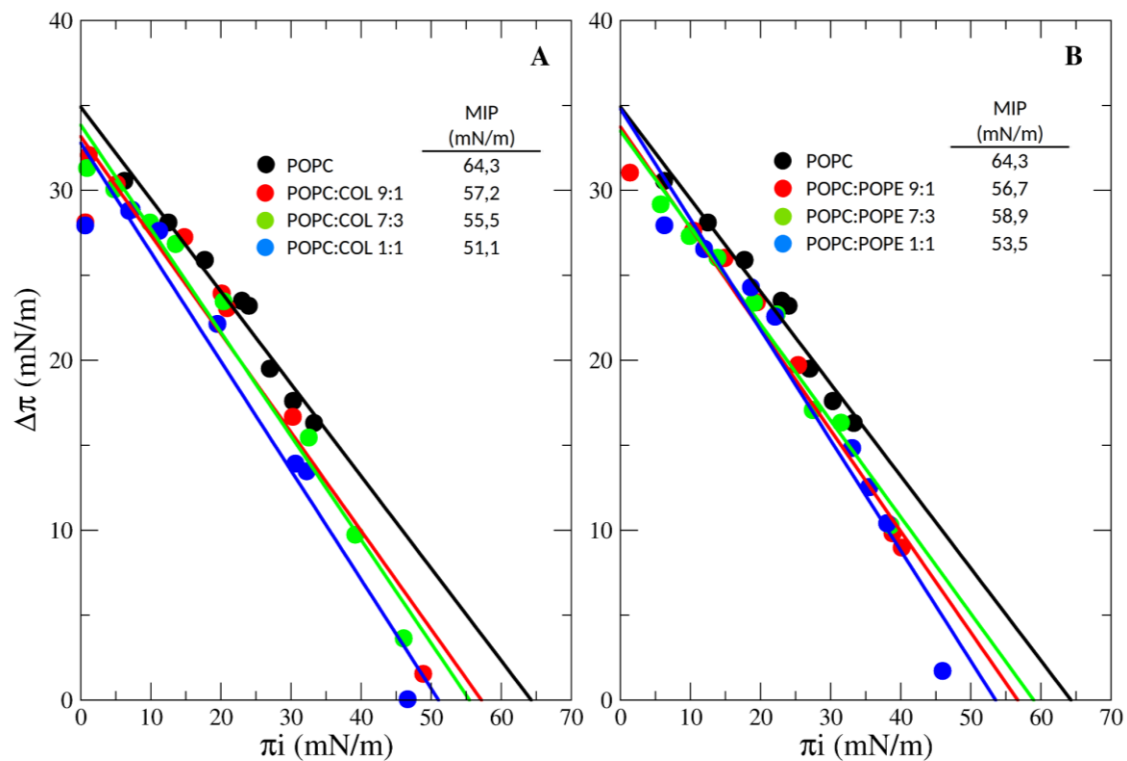 A
MIP
(mN/m)
POPC 64,3
POPC:COL 9:1 57,2
POPC:COL 7:3 55,5
POPC:COL 1:1 51,1
40
30
20
10
0
Δπ (mN/m)
0 10 20 30 40 50 60 70
πi (mN/m)
B
MIP
(mN/m)
POPC 64,3
POPC:POPE 9:1 56,7
POPC:POPE 7:3 58,9
POPC:POPE 1:1 53,5
40
30
20
10
0
0 10 20 30 40 50 60 70
πi (mN/m)